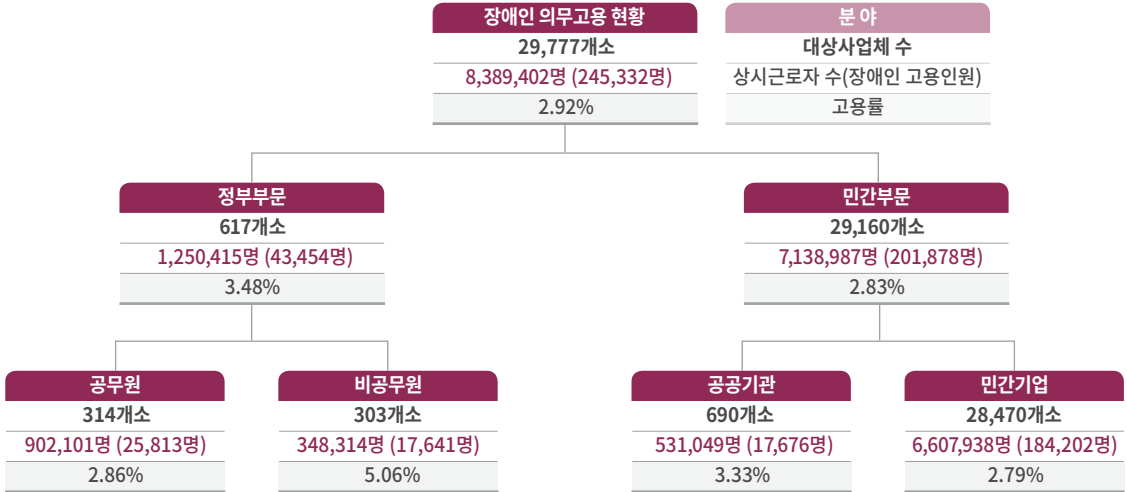 장애인 의무고용 현황
29,777개소
8,389,402명 (245,332명)
2.92%
분 야
대상사업체 수
상시근로자 수(장애인 고용인원)
고용률
정부부문
617개소
1,250,415명 (43,454명)
3.48%
민간부문
29,160개소
7,138,987명 (201,878명)
2.83%
공무원
314개소
902,101명 (25,813명)
2.86%
비공무원
303개소
348,314명 (17,641명)
5.06%
공공기관
690개소
531,049명 (17,676명)
3.33%
민간기업
28,470개소
6,607,938명 (184,202명)
2.79%